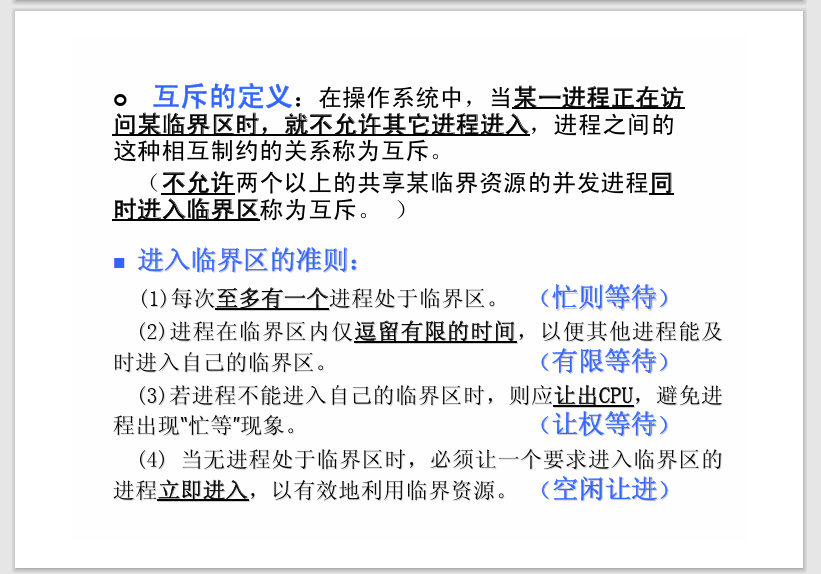 互斥的定义：在操作系统中，当某一进程正在访
问某临界区时，就不允许其它进程进入，进程之间的
这种相互制约的关系称为互斥。
（不允许两个以上的共享某临界资源的并发进程同
时进入临界区称为互斥。 ）
进入临界区的准则：
(1)每次至多有一个进程处于临界区。 （忙则等待）
(2)进程在临界区内仅逗留有限的时间，以便其他进程能及
时进入自己的临界区。 （有限等待）
(3)若进程不能进入自己的临界区时，则应让出CPU，避免进
程出现“忙等”现象。 （让权等待）
(4) 当无进程处于临界区时，必须让一个要求进入临界区的
进程立即进入，以有效地利用临界资源。 （空闲让进）